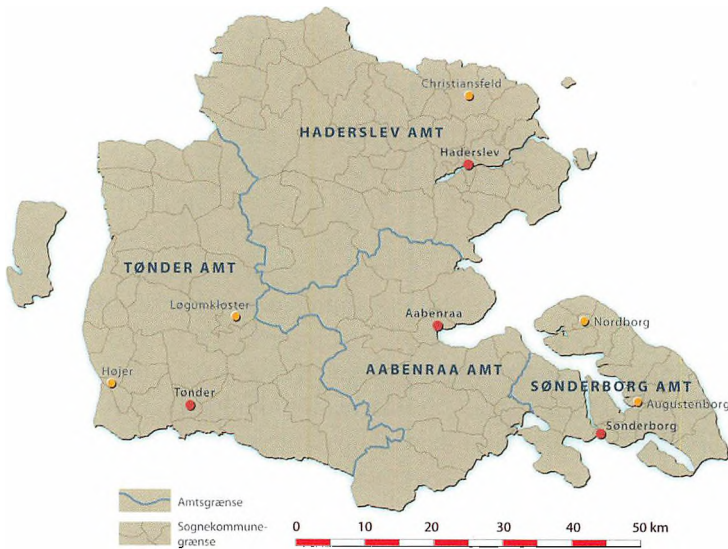 Christiansfeld
HADERSLEV AMT
Haderslev
TØNDER AMT
Løgumkloster
Aabenraa
Nordborg
AABENRAA AMT
SØNDERBORG AMT
Højer
Tønder
Augustenborg
Sønderborg
Amtsgrænse
Sognekommune-
grænse
0 10 20 30 40 50 km